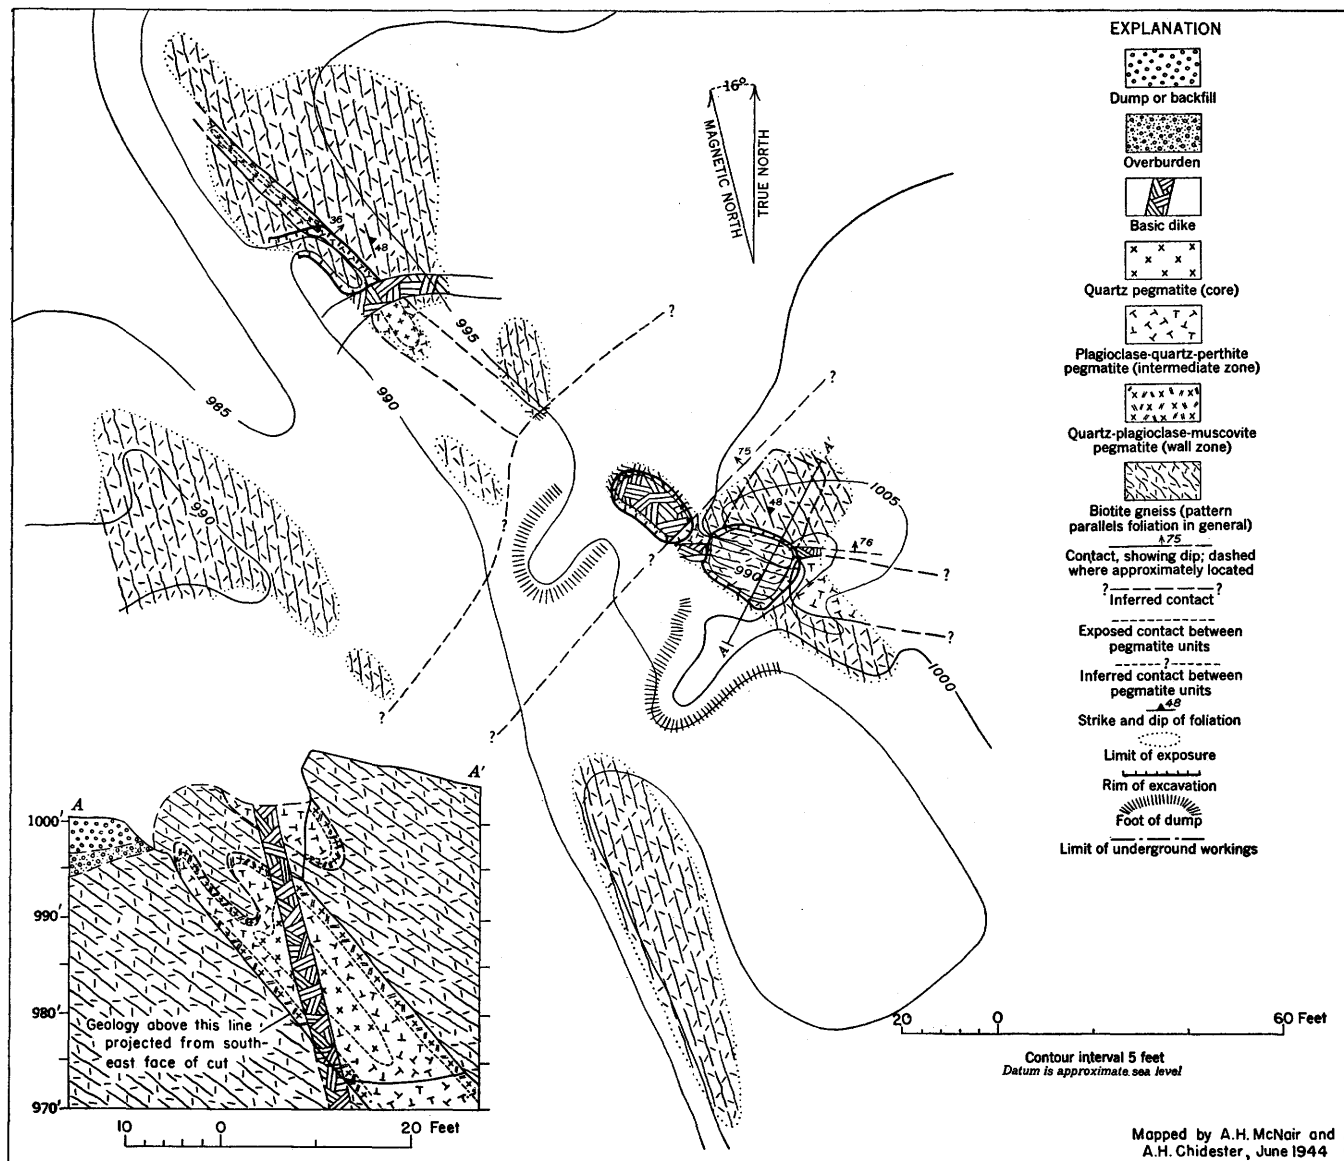 EXPLANATION
Dump or backfill
Overburden
Basic dike
Quartz pegmatite (core)
Plagioclase-quartz-perthite
pegmatite (intermediate zone)
Quartz-plagioclase-muscovite
pegmatite (wall zone)
Biotite gneiss (pattern
parallels foliation in general)
75
Contact, showing dip; dashed
where approximately located
? ?
Inferred contact
Exposed contact between
pegmatite units
?
Inferred contact between
pegmatite units
48
Strike and dip of foliation
Limit of exposure
Rim of excavation
Foot of dump
Limit of underground workings
16°
MAGNETIC NORTH
TRUE NORTH
36
48
995
?
985
990
?
75
A'
1005
48
990
?
990
?
76
?
A
?
1000
?
?
A
A'
1000'
990'
980'
970'
Geology above this line
projected from south-
east face of cut
10 0 20 Feet
20 0 60 Feet
Contour interval 5 feet
Datum is approximate sea level
Mapped by A.H. McNair and
A.H. Chidester, June 1944